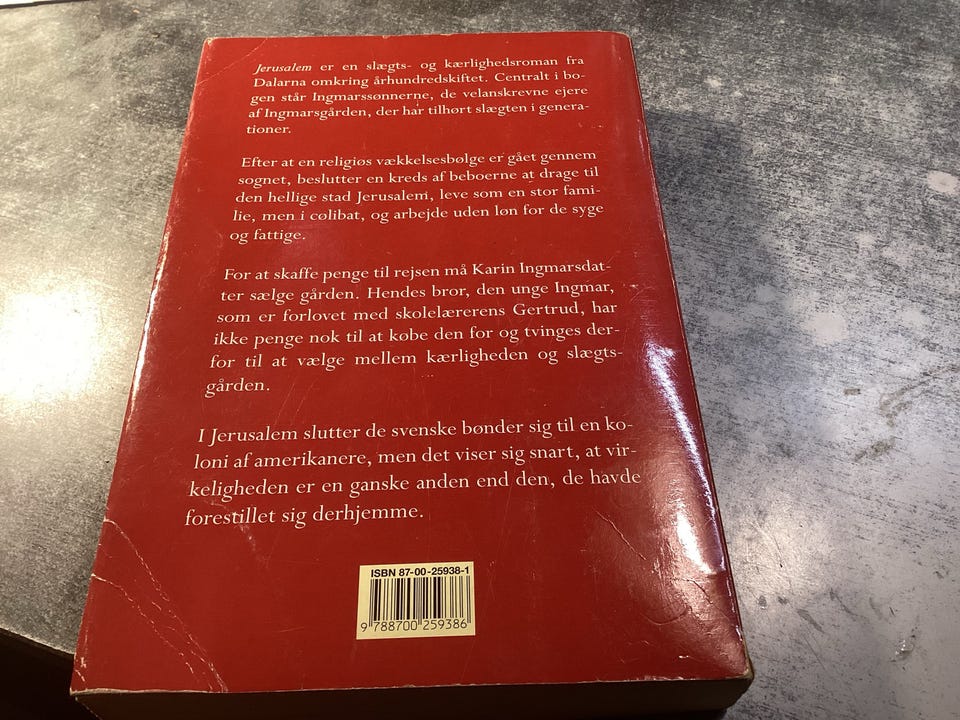 Jerusalem er en slægts- og kærlighedsroman fra
Dalarna omkring århundredskiftet. Centralt i bo-
gen står Ingmarssønnerne, de velanskrevne ejere
af Ingmarsgården, der har tilhørt slægten i genera-
tioner.
Efter at en religiøs vækkelsesbølge er gået gennem
sognet, beslutter en kreds af beboerne at drage til
den hellige stad Jerusalem, leve som en stor fami-
lie, men i cølibat, og arbejde uden løn for de syge
og fattige.
For at skaffe penge til rejsen må Karin Ingmarsdat-
ter sælge gården. Hendes bror, den unge Ingmar,
som er forlovet med skolelærerens Gertrud, har
ikke penge nok til at købe den for og tvinges der-
for til at vælge mellem kærligheden og slægts-
gården.
I Jerusalem slutter de svenske bønder sig til en ko-
loni af amerikanere, men det viser sig snart, at vir-
keligheden er en ganske anden end den, de havde
forestillet sig derhjemme.
ISBN 87-00-25938-1
9 788700 259386